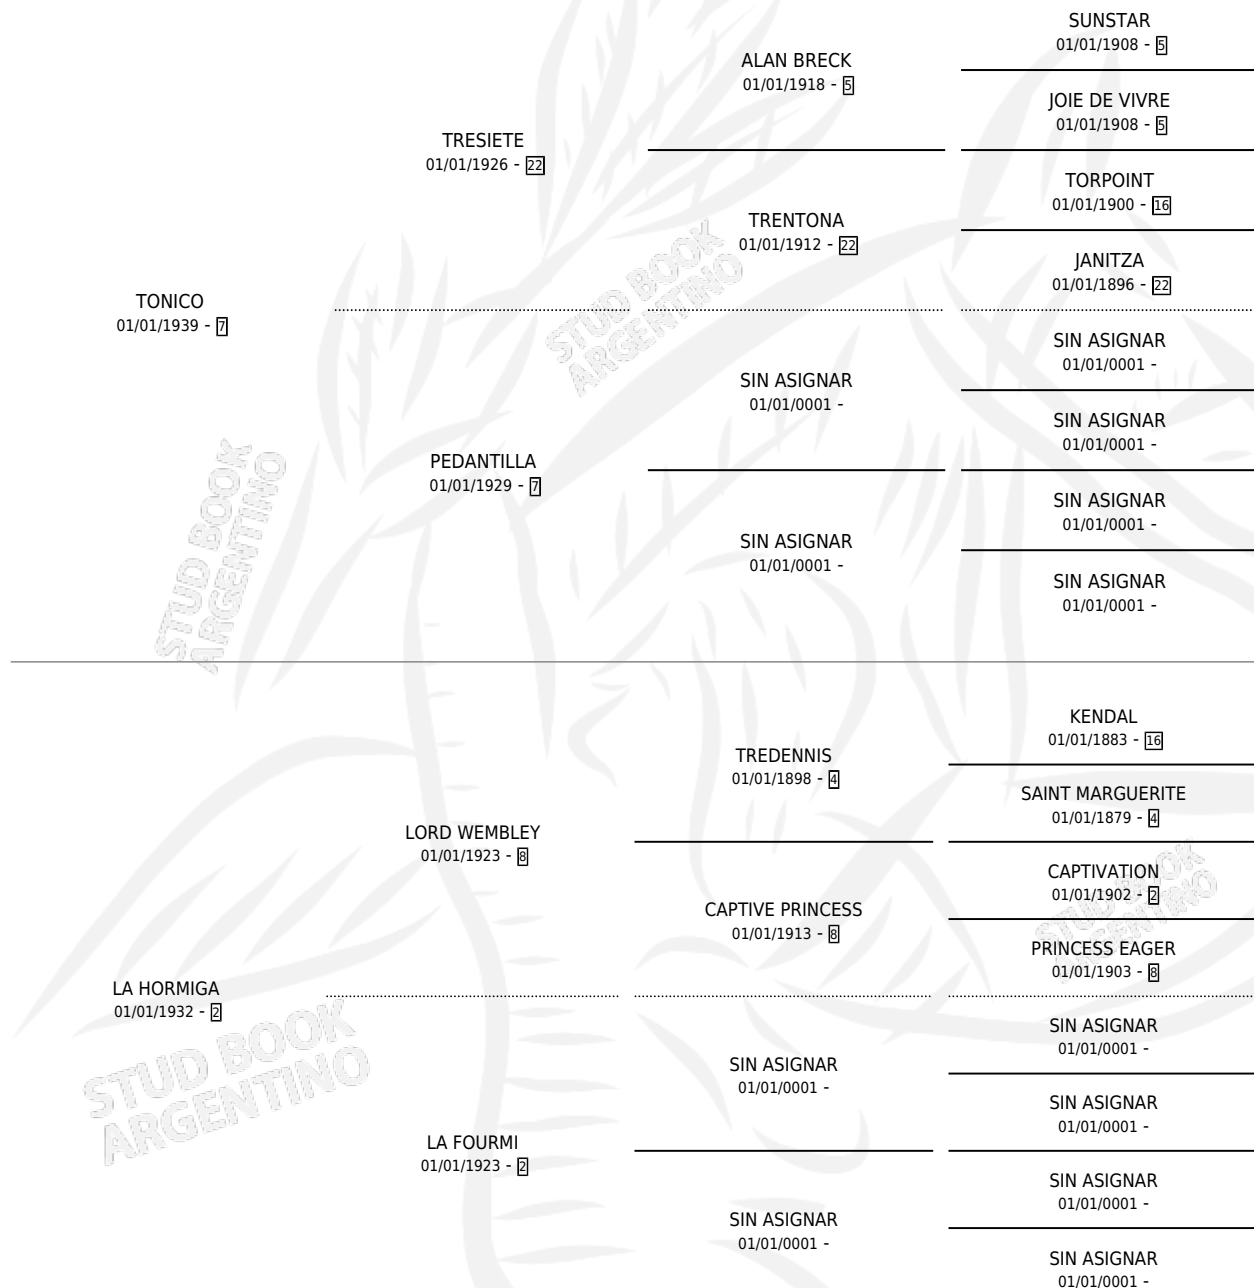 SUNSTAR
01/01/1908 - 5
ALAN BRECK
01/01/1918 - 5
JOIE DE VIVRE
01/01/1908 - 5
TRESIETE
01/01/1926 - 22
TORPOINT
01/01/1900 - 16
TRENTONA
01/01/1912 - 22
JANITZA
01/01/1896 - 22
TONICO
01/01/1939 - 7
SIN ASIGNAR
01/01/0001 -
SIN ASIGNAR
01/01/0001 -
SIN ASIGNAR
01/01/0001 -
PEDANTILLA
01/01/1929 - 7
SIN ASIGNAR
01/01/0001 -
SIN ASIGNAR
01/01/0001 -
SIN ASIGNAR
01/01/0001 -
STUD BOOK
ARGENTINO
STUD BOOK
ARGENTINO
KENDAL
01/01/1883 - 16
TREDENNIS
01/01/1898 - 4
SAINT MARGUERITE
01/01/1879 - 4
LORD WEMBLEY
01/01/1923 - 8
CAPTIVATION
01/01/1902 - 2
CAPTIVE PRINCESS
01/01/1913 - 8
PRINCESS EAGER
01/01/1903 - 8
LA HORMIGA
01/01/1932 - 2
SIN ASIGNAR
01/01/0001 -
SIN ASIGNAR
01/01/0001 -
SIN ASIGNAR
01/01/0001 -
LA FOURMI
01/01/1923 - 2
SIN ASIGNAR
01/01/0001 -
SIN ASIGNAR
01/01/0001 -
SIN ASIGNAR
01/01/0001 -
STUD BOOK
ARGENTINO
STUD BOOK
ARGENTINO